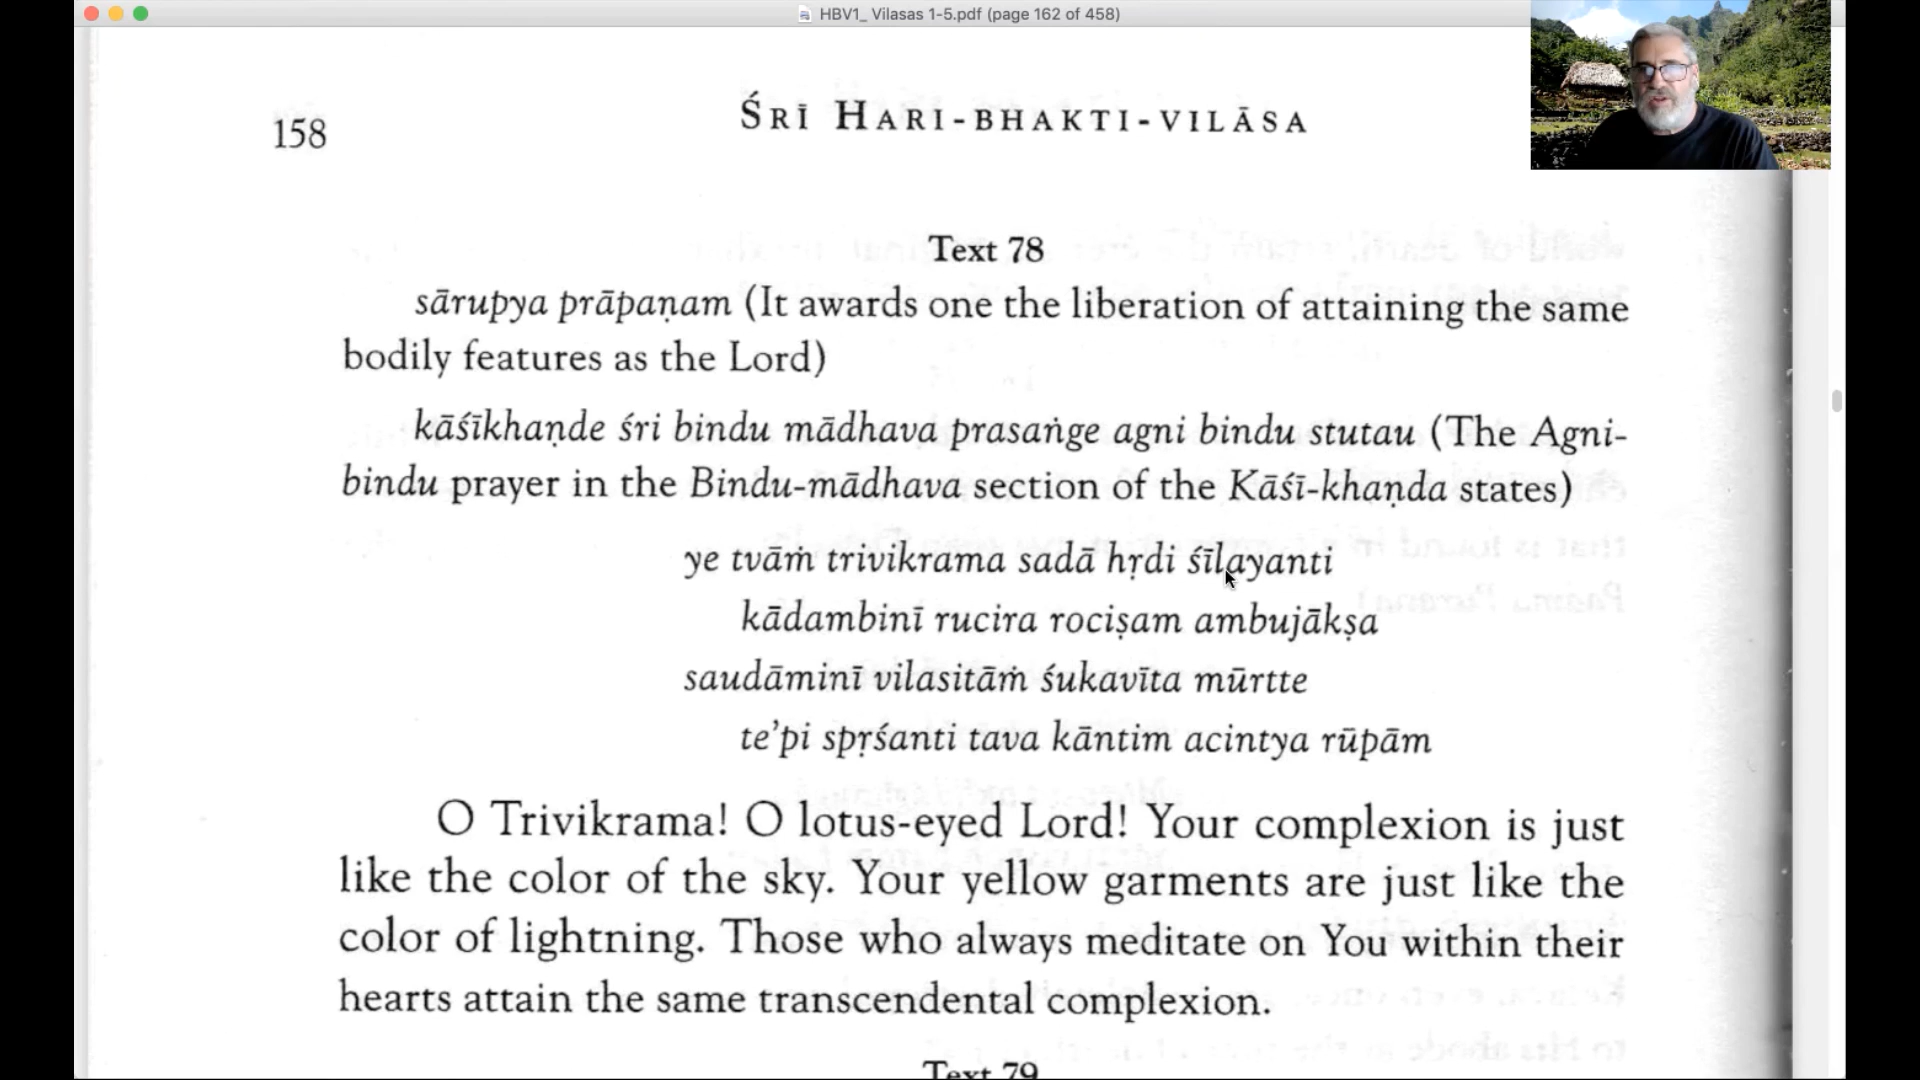 HBV1_ Vilasas 1-5.pdf (page 162 of 458)
158
ŚRĪ HARI-BHAKTI-VILĀSA
Text 78
sārupya prāpaṇam (It awards one the liberation of attaining the same
bodily features as the Lord)
kāśīkhaṇde śri bindu mādhava prasaṅge agni bindu stutau (The Agni-
bindu prayer in the Bindu-mādhava section of the Kāśī-khaṇda states)
ye tvāṁ trivikrama sadā hṛdi śīlayanti
kādambinī rucira rociṣam ambujākṣa
saudāminī vilasitāṁ śukavīta mūrtte
te'pi spṛśanti tava kāntim acintya rūpām
O Trivikrama! O lotus-eyed Lord! Your complexion is just
like the color of the sky. Your yellow garments are just like the
color of lightning. Those who always meditate on You within their
hearts attain the same transcendental complexion.
Text 79